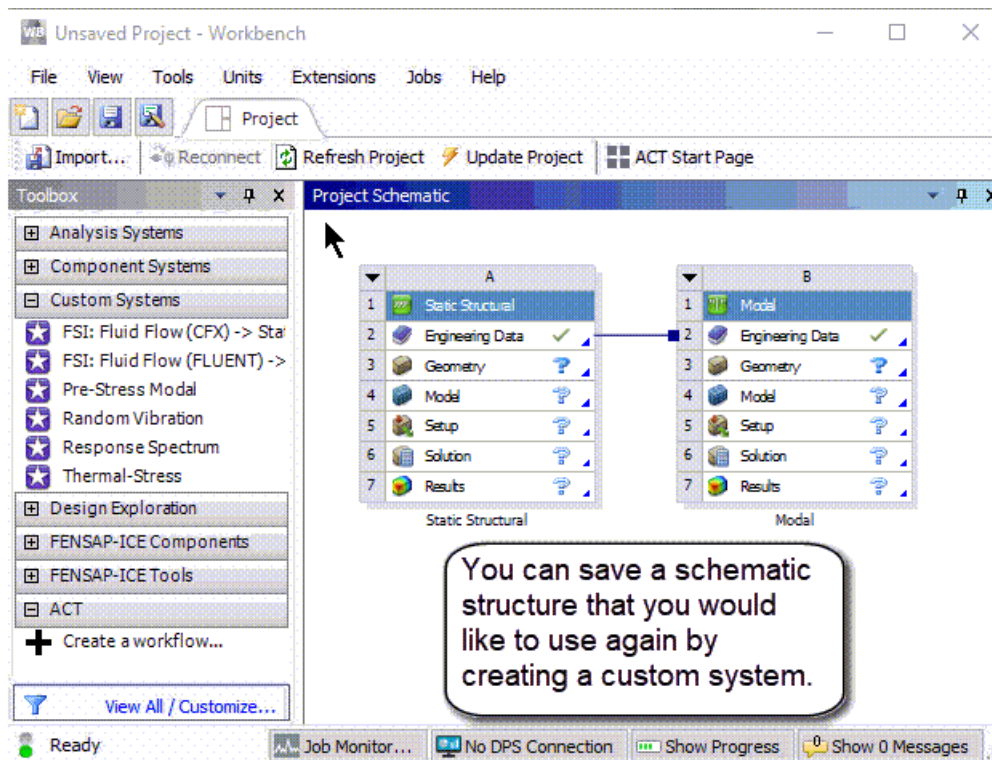 Unsaved Project - Workbench
File View Tools Units Extensions Jobs Help
Project
Import... Reconnect Refresh Project Update Project ACT Start Page
Toolbox
Project Schematic
Analysis Systems
Component Systems
Custom Systems
FSI: Fluid Flow (CFX) -> Sta
FSI: Fluid Flow (FLUENT) ->
Pre-Stress Modal
Random Vibration
Response Spectrum
Thermal-Stress
Design Exploration
FENSAP-ICE Components
FENSAP-ICE Tools
ACT
Create a workflow...
View All / Customize...
A
1 Static Structural
2 Engineering Data
3 Geometry
4 Model
5 Setup
6 Solution
7 Results
Static Structural
B
1 Modal
2 Engineering Data
3 Geometry
4 Model
5 Setup
6 Solution
7 Results
Modal
You can save a schematic
structure that you would
like to use again by
creating a custom system.
Ready Job Monitor... No DPS Connection Show Progress 0 Show 0 Messages